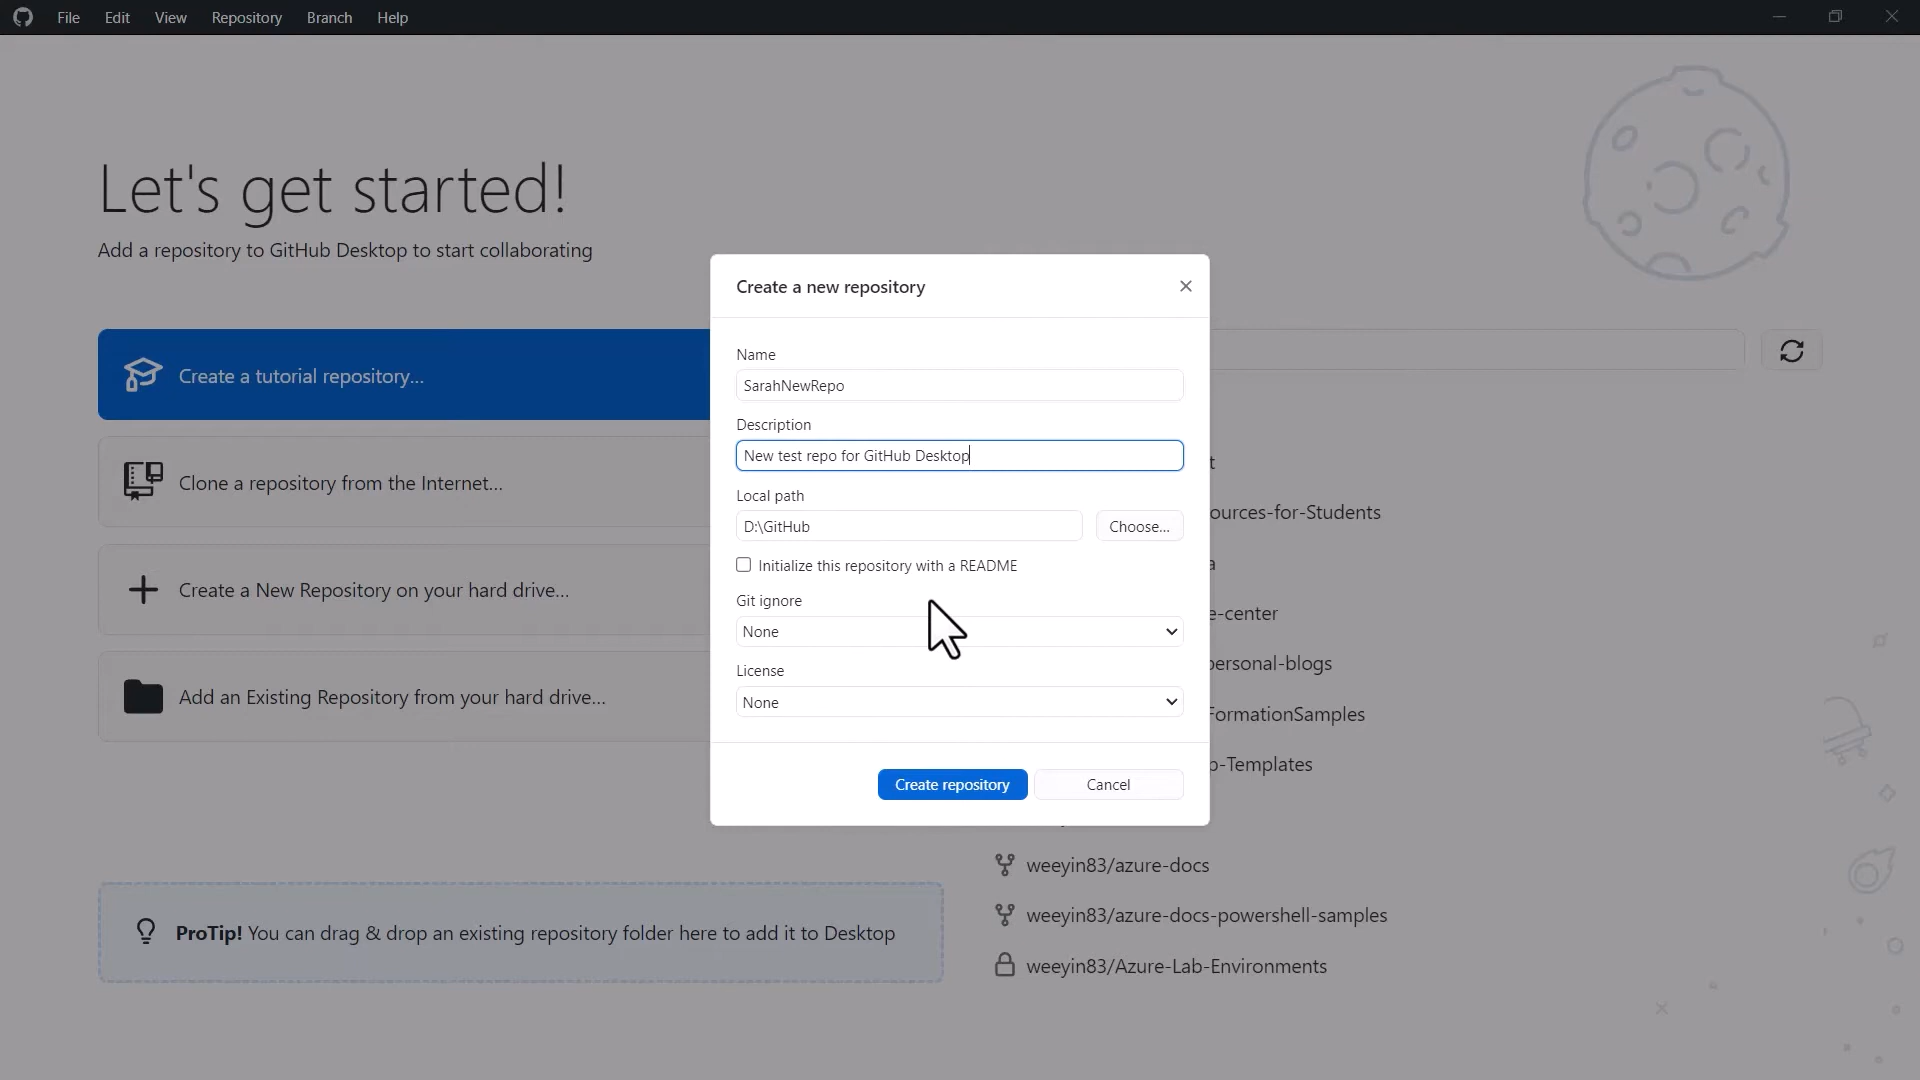 File Edit View Repository Branch Help
Let's get started!
Add a repository to GitHub Desktop to start collaborating
Create a tutorial repository...
Clone a repository from the Internet...
Create a New Repository on your hard drive...
Add an Existing Repository from your hard drive...
ProTip! You can drag & drop an existing repository folder here to add it to Desktop
Create a new repository
Name
SarahNewRepo
Description
New test repo for GitHub Desktop
Local path
D:\GitHub
Choose...
Initialize this repository with a README
Git ignore
None
License
None
Create repository
Cancel
ources-for-Students
e-center
personal-blogs
FormationSamples
-Templates
weeyin83/azure-docs
weeyin83/azure-docs-powershell-samples
weeyin83/Azure-Lab-Environments